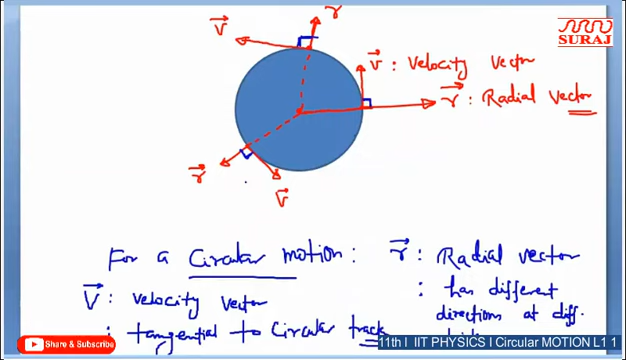 SURAJ
r
V
V : Velocity Vector
r : Radial vector
r
V
For a Circular motion :
r : Radial vector
: has different
directions at diff.
V : Velocity vector
: tangential to Circular track
Share & Subscribe
11th I IIT PHYSICS I Circular MOTION L1 1